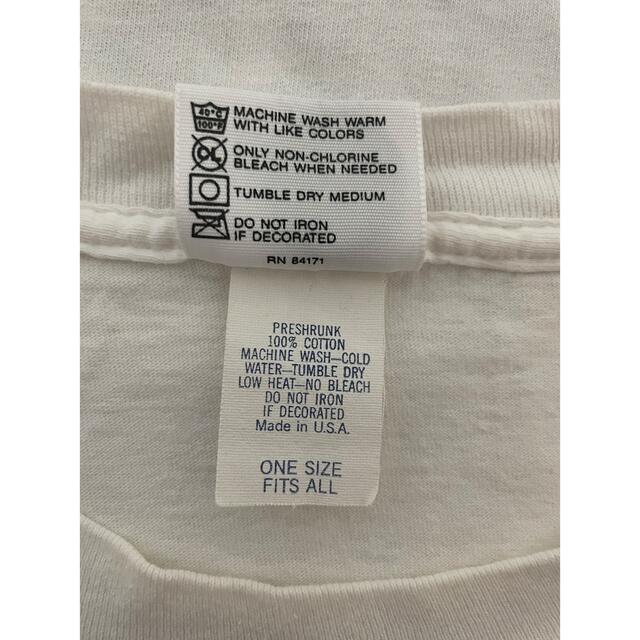 40°C
100°F
MACHINE WASH WARM
WITH LIKE COLORS
CL
ONLY NON-CHLORINE
BLEACH WHEN NEEDED
TUMBLE DRY MEDIUM
DO NOT IRON
IF DECORATED
RN 84171
PRESHRUNK
100% COTTON
MACHINE WASH—COLD
WATER—TUMBLE DRY
LOW HEAT—NO BLEACH
DO NOT IRON
IF DECORATED
Made in U.S.A.
ONE SIZE
FITS ALL